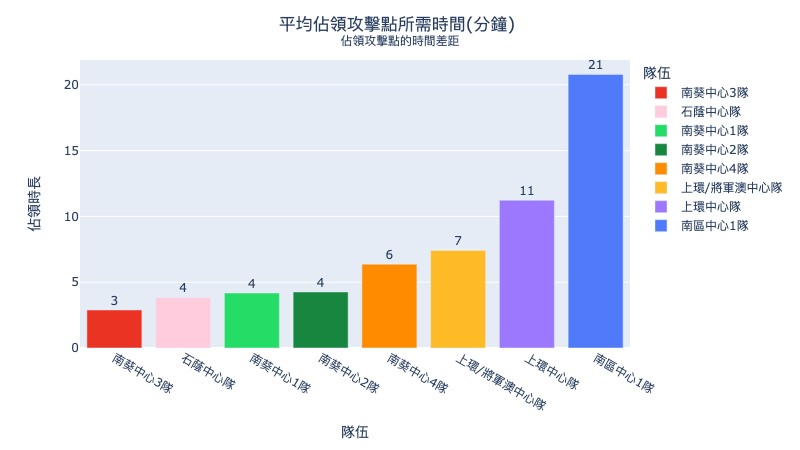 平均佔領攻擊點所需時間(分鐘)
佔領攻擊點的時間差距
隊伍
南葵中心3隊
石蔭中心隊
南葵中心1隊
南葵中心2隊
南葵中心4隊
上環/將軍澳中心隊
上環中心隊
南區中心1隊
佔領時長
20
15
10
5
0
3
4
4
4
6
7
11
21
南葵中心3隊
石蔭中心隊
南葵中心1隊
南葵中心2隊
南葵中心4隊
上環/將軍澳中心隊
上環中心隊
南區中心1隊
隊伍